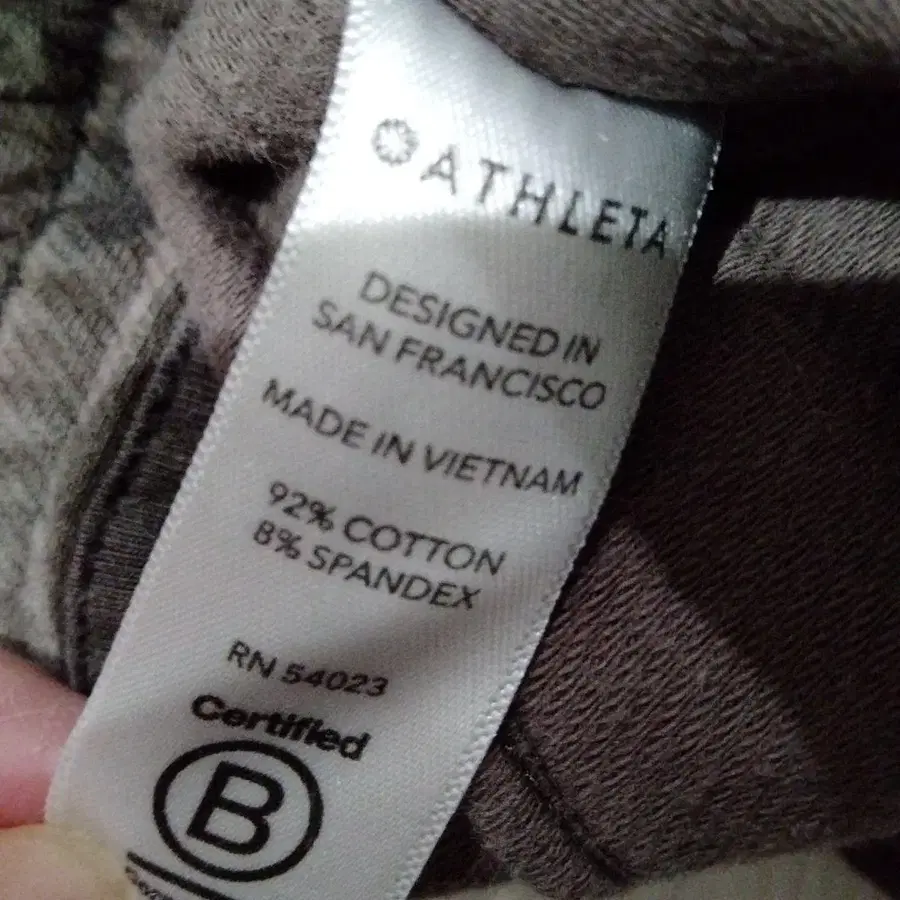 ATHLETA
DESIGNED IN
SAN FRANCISCO
MADE IN VIETNAM
92% COTTON
8% SPANDEX
RN 54023
Certified
B